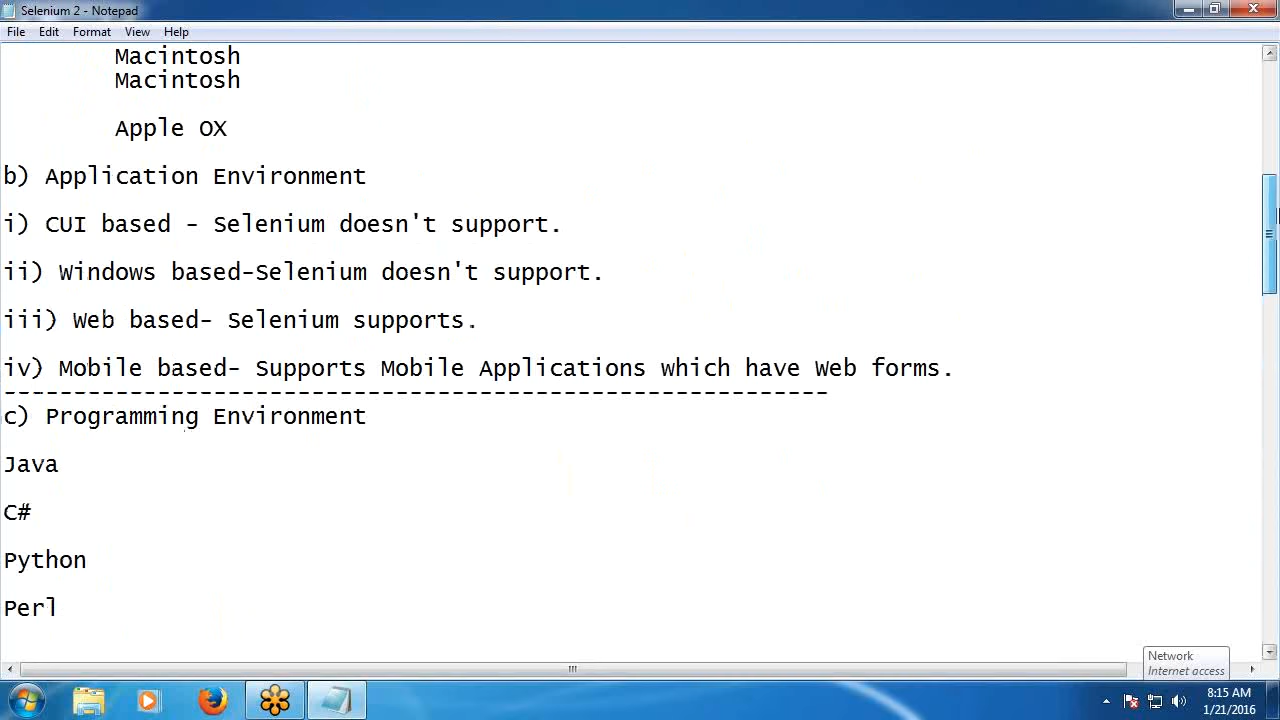 Selenium 2 - Notepad
File Edit Format View Help
Macintosh
Macintosh
Apple OX
b) Application Environment
i) CUI based - Selenium doesn't support.
ii) Windows based-Selenium doesn't support.
iii) Web based- Selenium supports.
iv) Mobile based- Supports Mobile Applications which have Web forms.
-----------------------------------------------------------
c) Programming Environment
Java
C#
Python
Perl
Network
Internet access
8:15 AM
1/21/2016